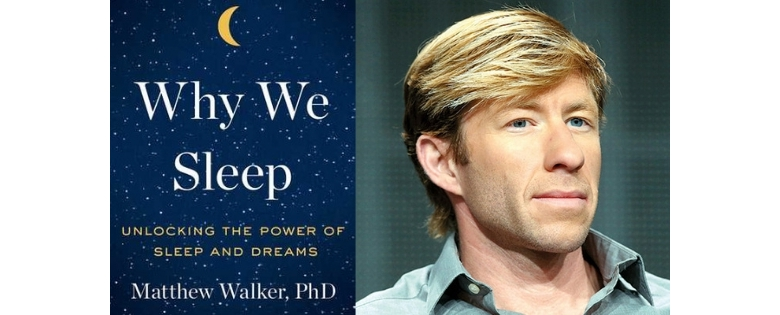 Why We
Sleep
UNLOCKING THE POWER OF
SLEEP AND DREAMS
Matthew Walker, PhD